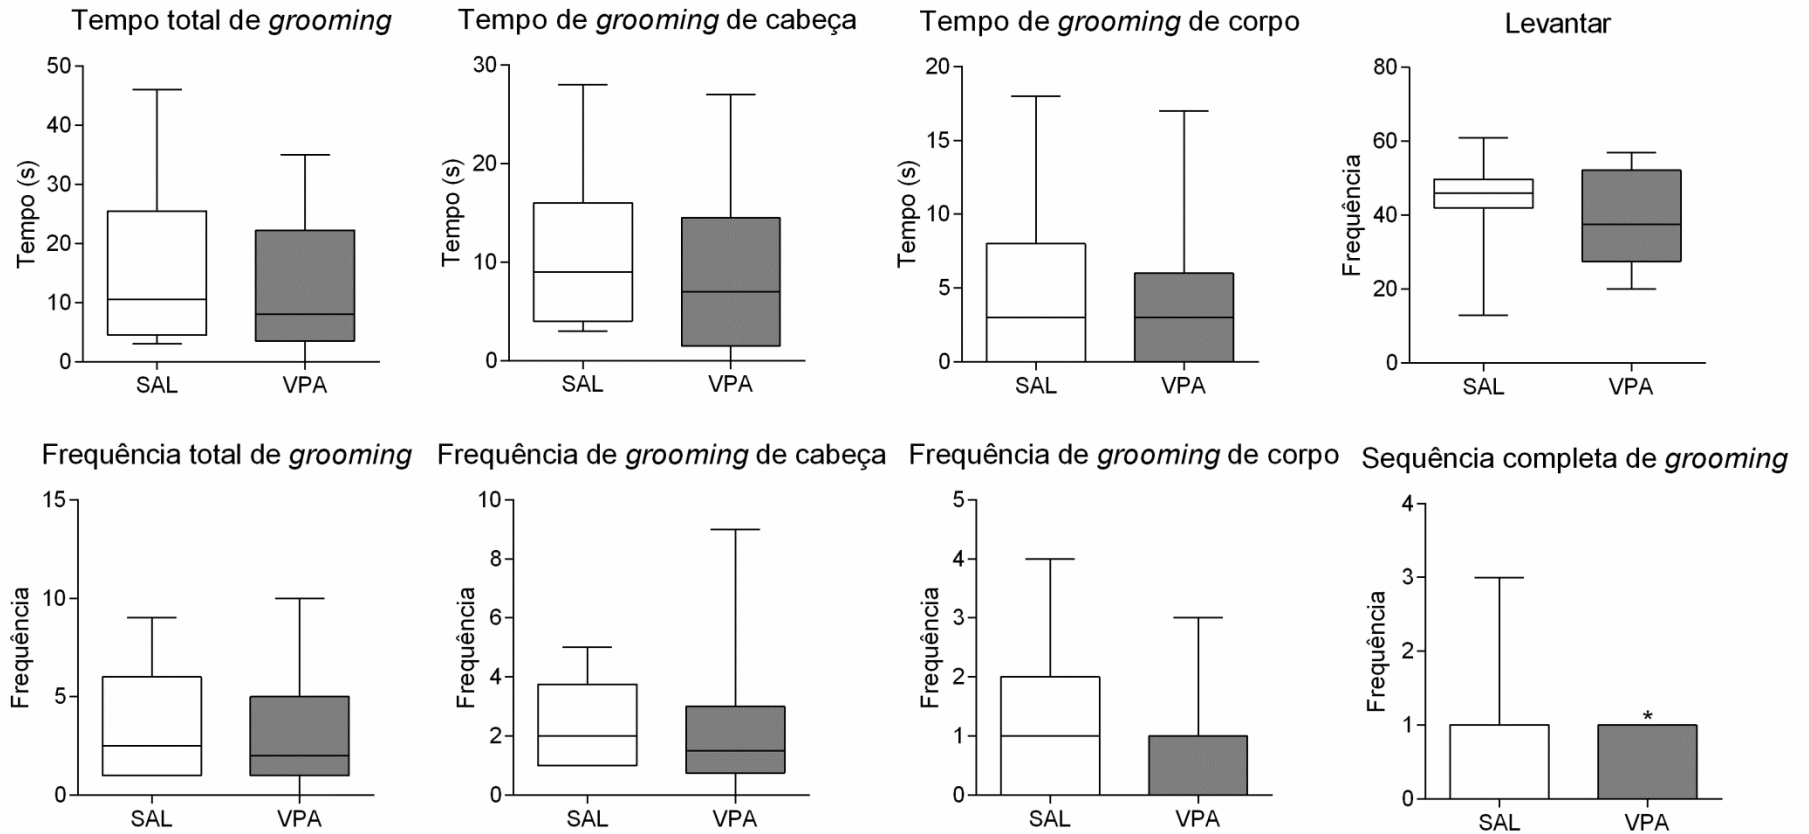 Tempo total de grooming
Tempo (s)
50
40
30
20
10
0
SAL VPA
Tempo de grooming de cabeça
Tempo (s)
30
20
10
0
SAL VPA
Tempo de grooming de corpo
Tempo (s)
20
15
10
5
0
SAL VPA
Levantar
Frequência
80
60
40
20
0
SAL VPA
Frequência total de grooming
Frequência
15
10
5
0
SAL VPA
Frequência de grooming de cabeça
Frequência
10
8
6
4
2
0
SAL VPA
Frequência de grooming de corpo
Frequência
5
4
3
2
1
0
SAL VPA
Sequência completa de grooming
Frequência
4
3
2
1
0
*
SAL VPA